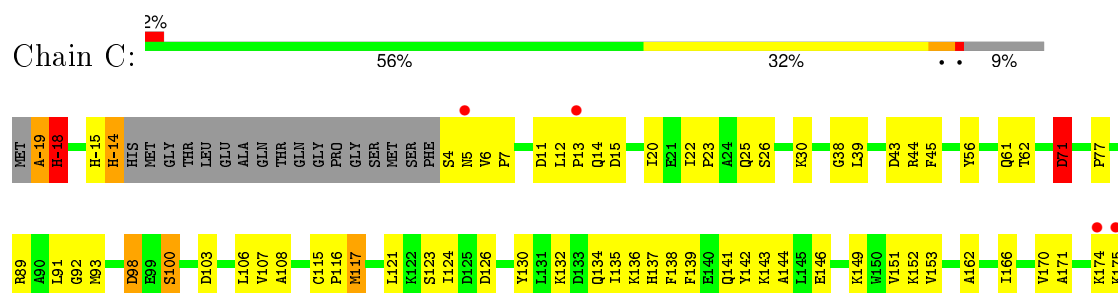 2%
Chain C:
56% 32% • • 9%
MET A-19 H-18 H-15 H-14 HIS MET GLY THR LEU GLU ALA GLN THR GLN GLY PRO GLY SER MET SER PHE S4 N5 V6 P7 D11 L12 P13 Q14 D15 I20 E21 I22 P23 A24 Q25 S26 K30 G38 L39 D43 R44 F45 Y56 Q61 T62 D71 P77
R89 A90 L91 G92 M93 D98 E99 S100 D103 L106 V107 A108 C115 P116 M117 L121 K122 S123 I124 D125 D126 Y130 L131 K132 D133 Q134 I135 K136 H137 F138 F139 E140 Q141 Y142 K143 A144 L145 E146 K149 W150 V151 K152 V153 A162 I166 V170 A171 K174 K175